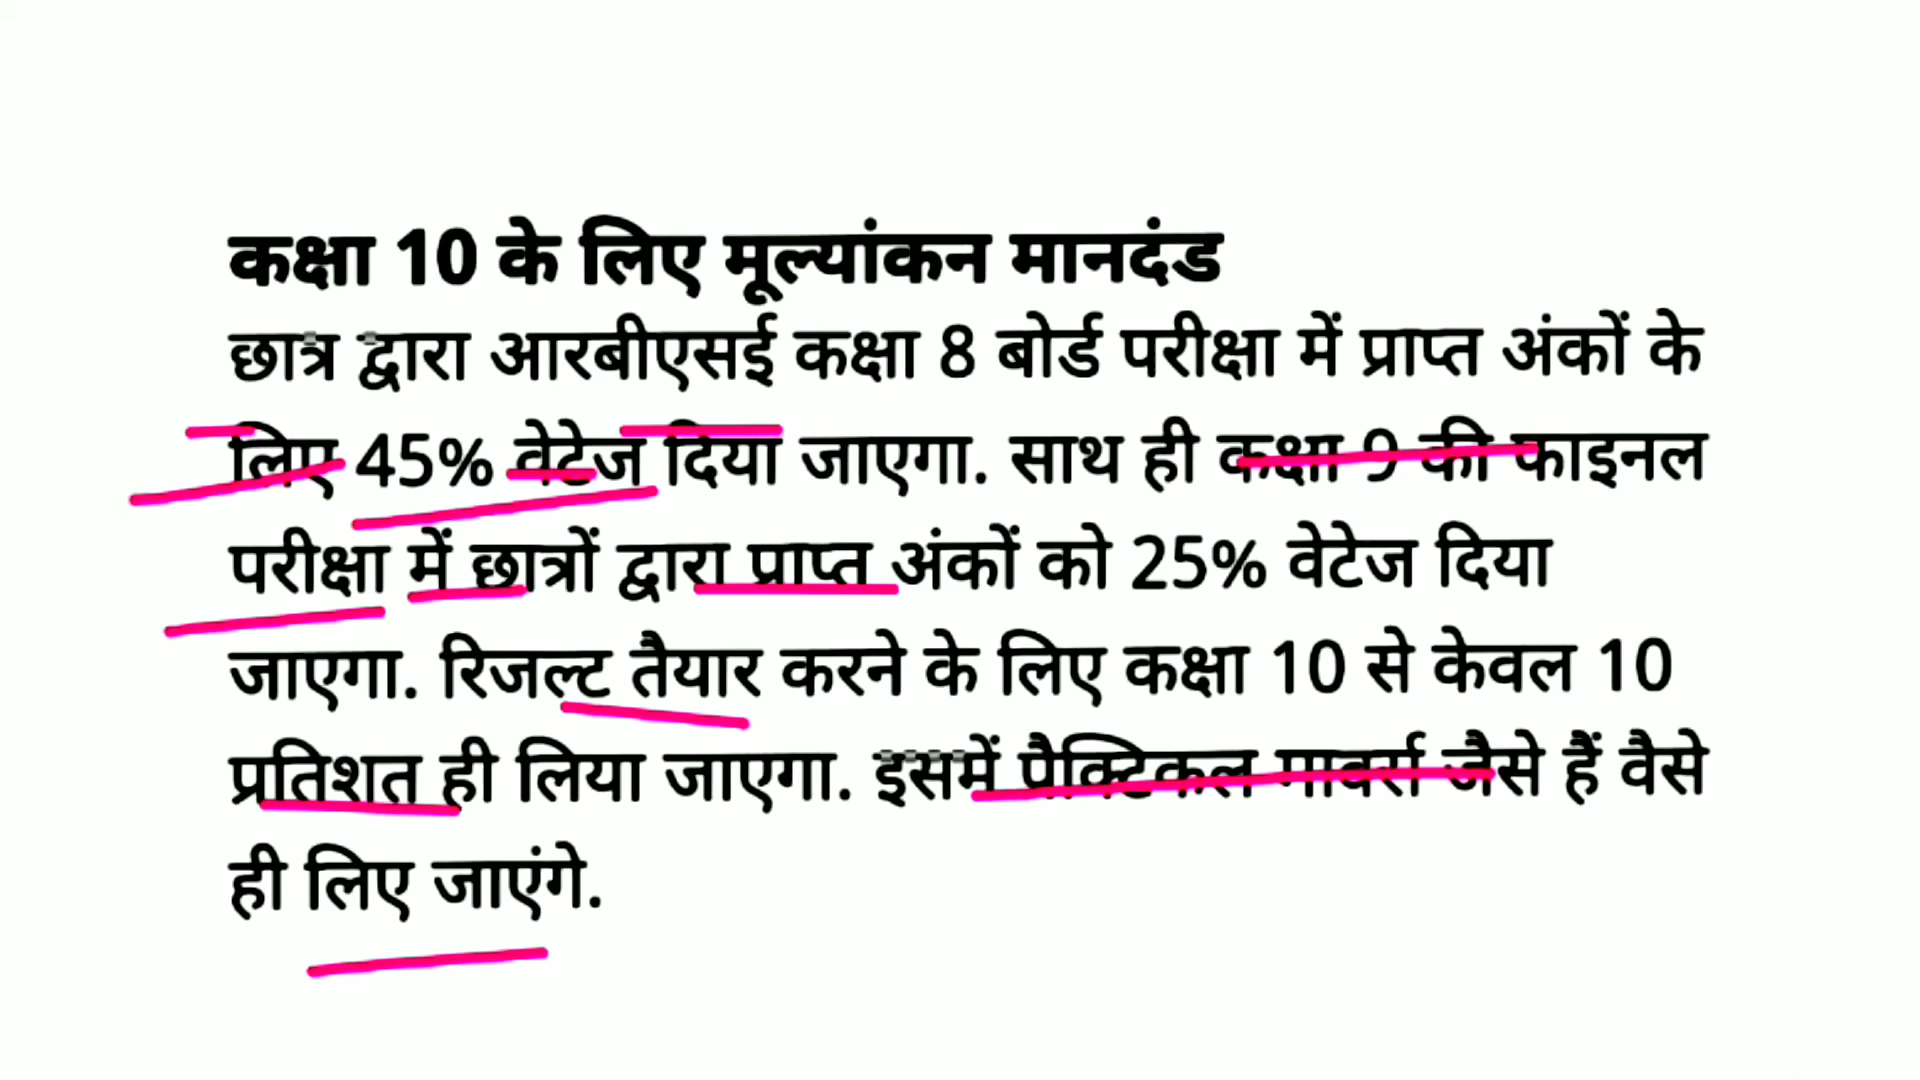 कक्षा 10 के लिए मूल्यांकन मानदंड
छात्र द्वारा आरबीएसई कक्षा 8 बोर्ड परीक्षा में प्राप्त अंकों के
लिए 45% वेटेज दिया जाएगा. साथ ही कक्षा 9 की फाइनल
परीक्षा में छात्रों द्वारा प्राप्त अंकों को 25% वेटेज दिया
जाएगा. रिजल्ट तैयार करने के लिए कक्षा 10 से केवल 10
प्रतिशत ही लिया जाएगा. इसमें प्रैक्टिकल मार्क्स जैसे हैं वैसे
ही लिए जाएंगे.